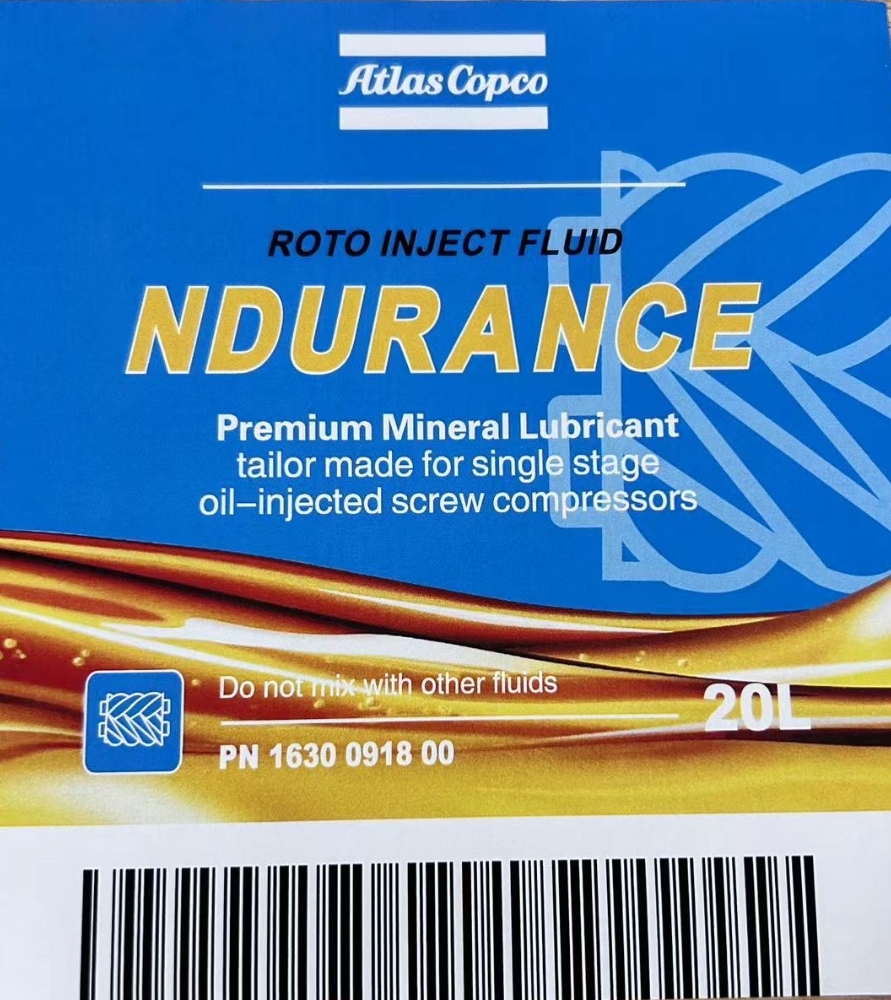 Atlas Copco
ROTO INJECT FLUID
NDURANCE
Premium Mineral Lubricant
tailor made for single stage
oil-injected screw compressors
Do not mix with other fluids
20L
PN 1630 0918 00